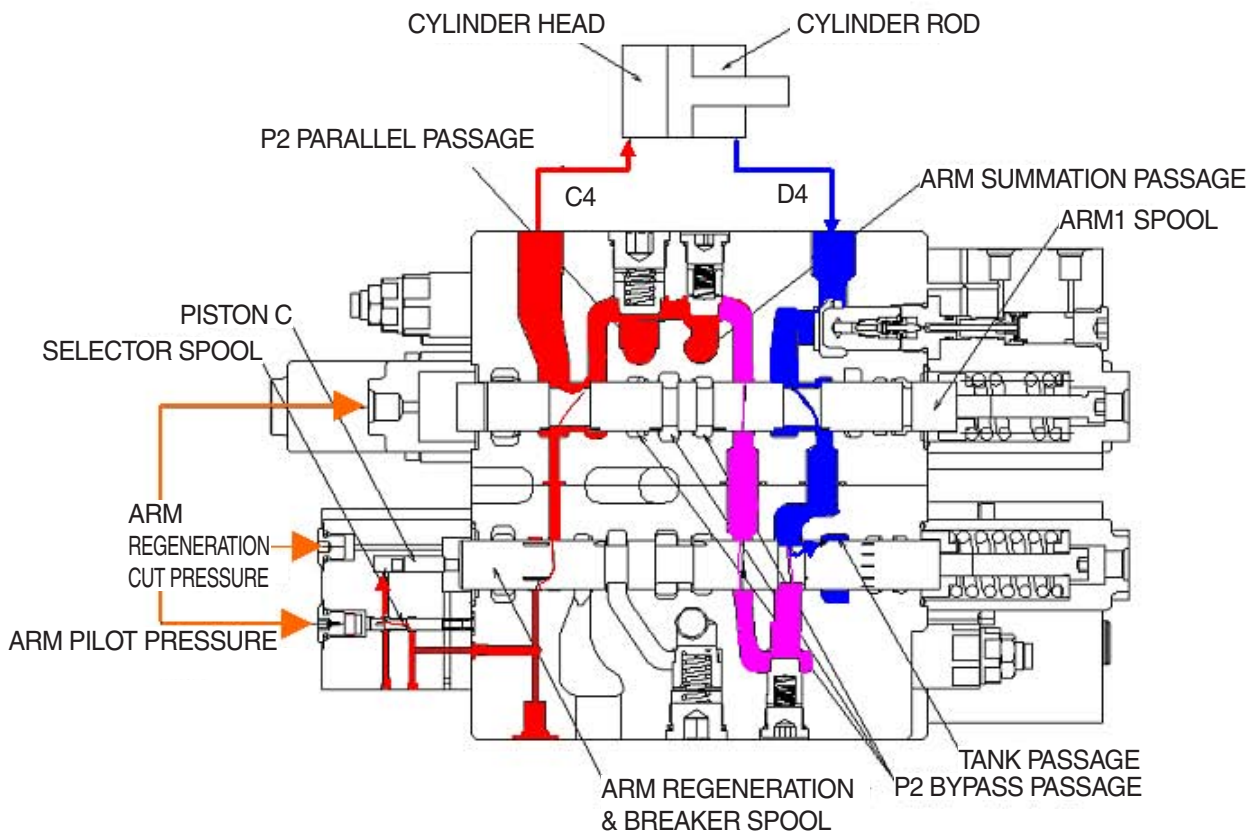 CYLINDER HEAD
CYLINDER ROD
P2 PARALLEL PASSAGE
C4
D4
ARM SUMMATION PASSAGE
ARM1 SPOOL
PISTON C
SELECTOR SPOOL
ARM
REGENERATION
CUT PRESSURE
ARM PILOT PRESSURE
TANK PASSAGE
P2 BYPASS PASSAGE
ARM REGENERATION
& BREAKER SPOOL